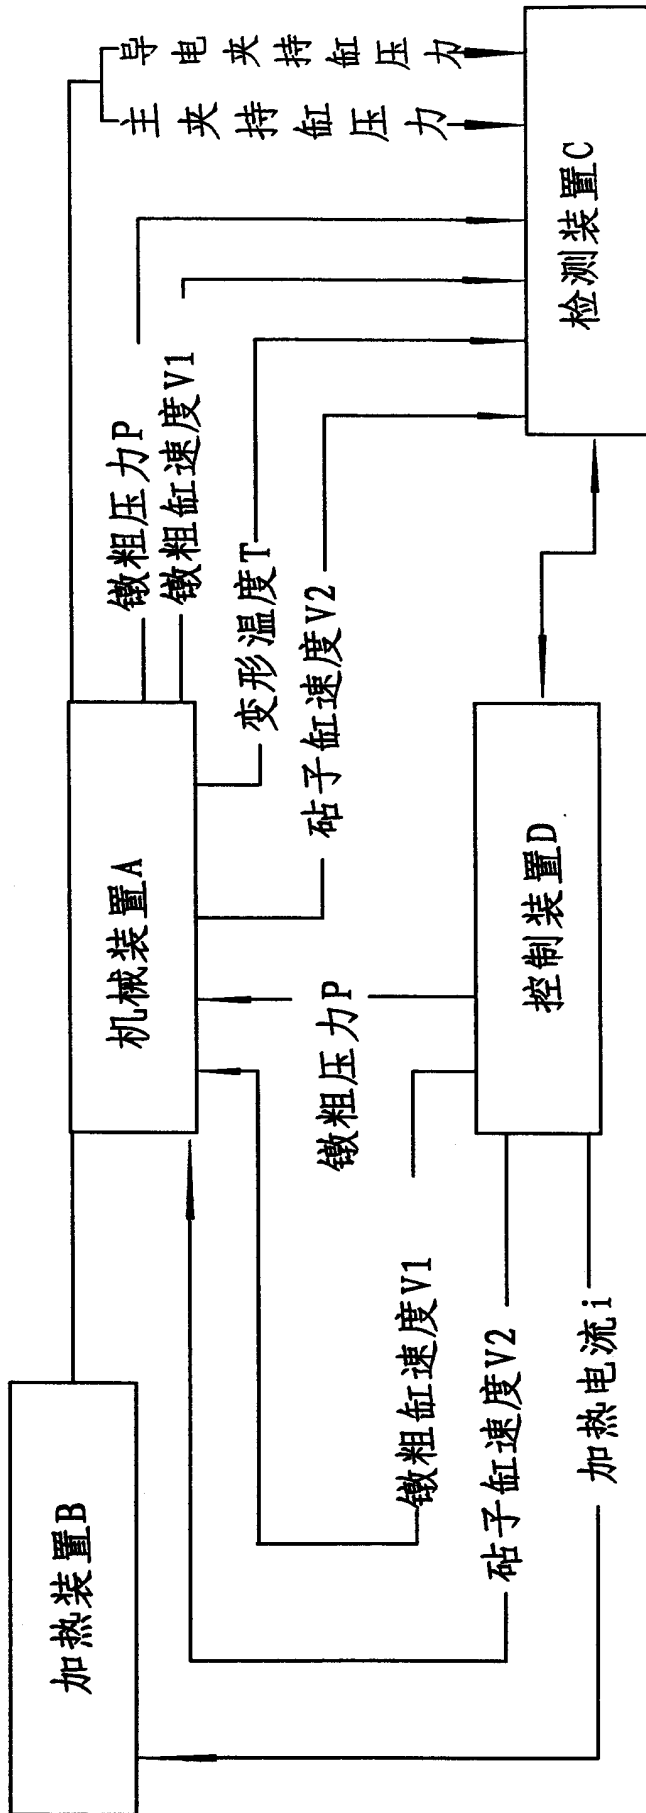 加热装置B
机械装置A
导电夹持缸压力
主夹持缸压力
镦粗压力P
镦粗缸速度V1
变形温度T
砧子缸速度V2
检测装置C
镦粗压力P
镦粗缸速度V1
砧子缸速度V2
加热电流i
控制装置D